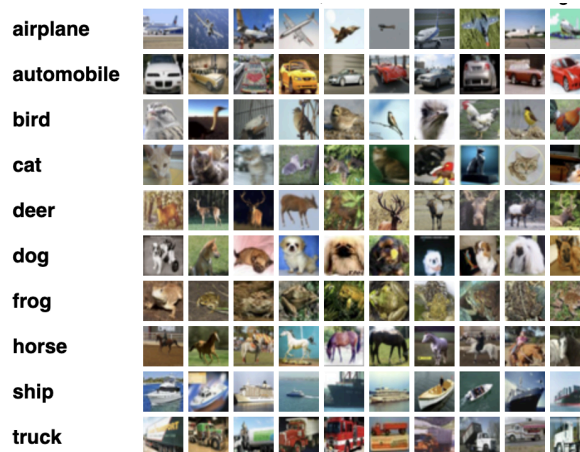 airplane
automobile
bird
cat
deer
dog
frog
horse
ship
truck